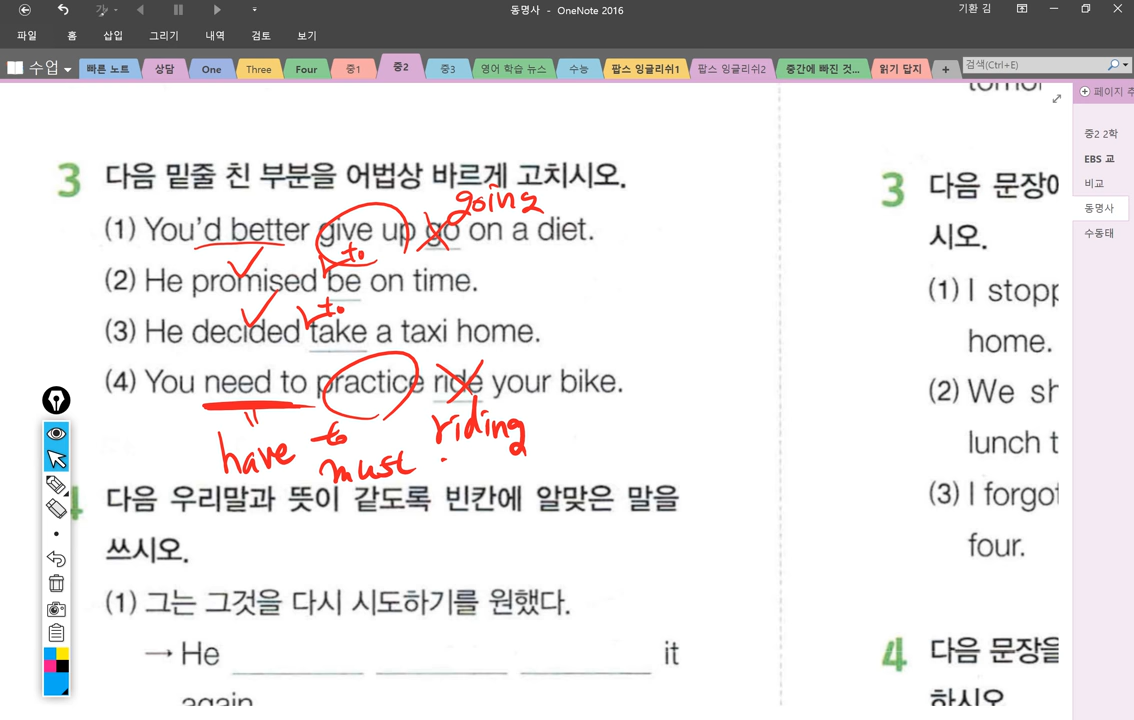 동명사 - OneNote 2016
기환 김
파일 홈 삽입 그리기 내역 검토 보기
수업 빠른 노트 상담 One Three Four 중1 중2 중3 영어 학습 뉴스 수능 팝스 잉글리쉬1 팝스 잉글리쉬2 중간에 빠진 것... 읽기 답지 + 검색(Ctrl+E)
페이지 추
중2 2학
EBS 교
비교
동명사
수동태
3 다음 밑줄 친 부분을 어법상 바르게 고치시오.
going
(1) You'd better give up go on a diet.
to
(2) He promised be on time.
to
(3) He decided take a taxi home.
(4) You need to practice ride your bike.
have to riding
must
다음 우리말과 뜻이 같도록 빈칸에 알맞은 말을
쓰시오.
(1) 그는 그것을 다시 시도하기를 원했다.
→ He it
again
3 다음 문장에
시오.
(1) I stopp
home.
(2) We sh
lunch t
(3) I forgot
four.
4 다음 문장을
하시오